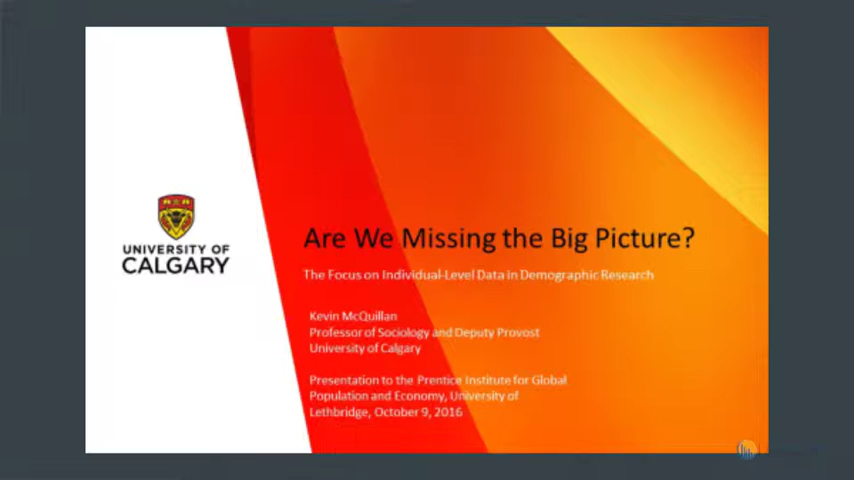 UNIVERSITY OF
CALGARY
Are We Missing the Big Picture?
The Focus on Individual-Level Data in Demographic Research
Kevin McQuillan
Professor of Sociology and Deputy Provost
University of Calgary
Presentation to the Prentice Institute for Global
Population and Economy, University of
Lethbridge, October 9, 2016